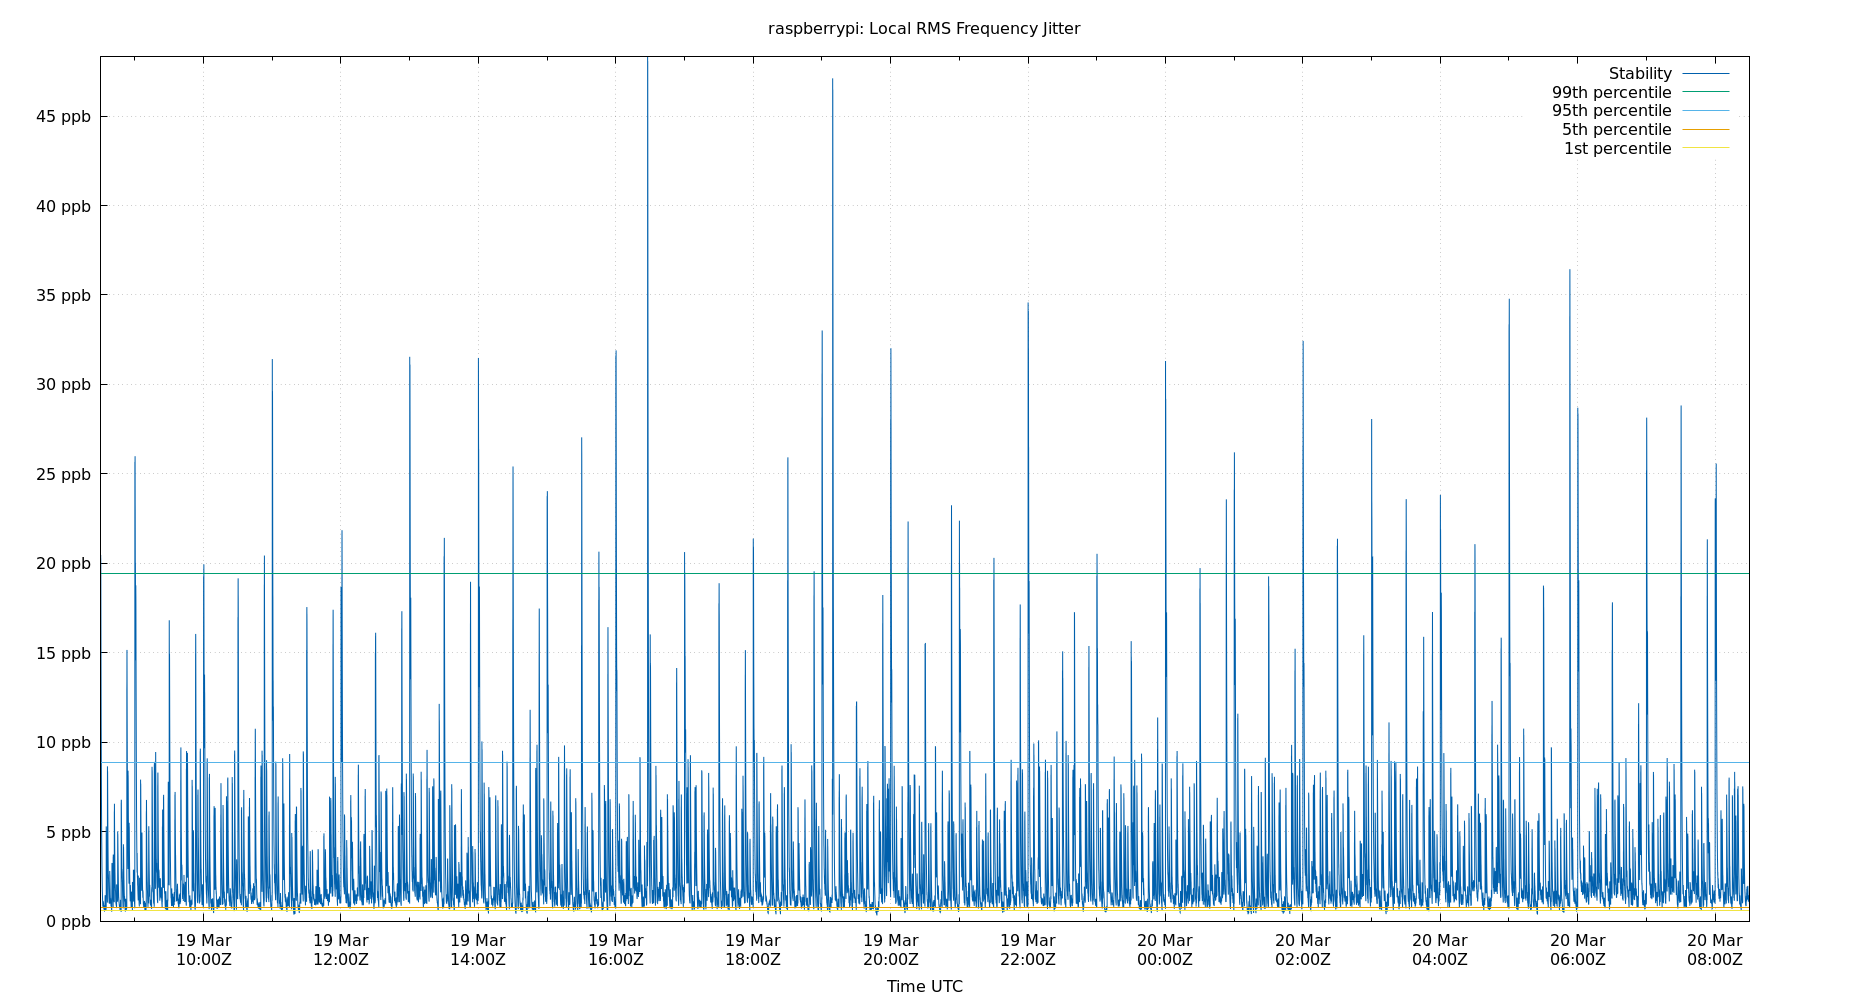 raspberrypi: Local RMS Frequency Jitter
Stability
99th percentile
95th percentile
5th percentile
1st percentile
45 ppb
40 ppb
35 ppb
30 ppb
25 ppb
20 ppb
15 ppb
10 ppb
5 ppb
0 ppb
19 Mar 19 Mar 19 Mar 19 Mar 19 Mar 19 Mar 19 Mar 20 Mar 20 Mar 20 Mar 20 Mar 20 Mar
10:00Z 12:00Z 14:00Z 16:00Z 18:00Z 20:00Z 22:00Z 00:00Z 02:00Z 04:00Z 06:00Z 08:00Z
Time UTC